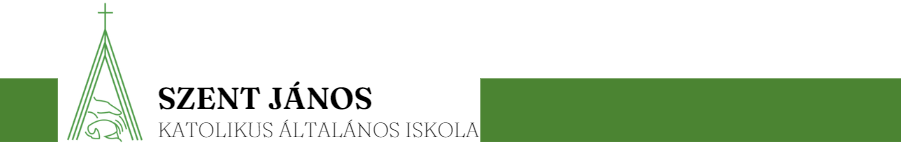 SZENT JÁNOS
KATOLIKUS ÁLTALÁNOS ISKOLA